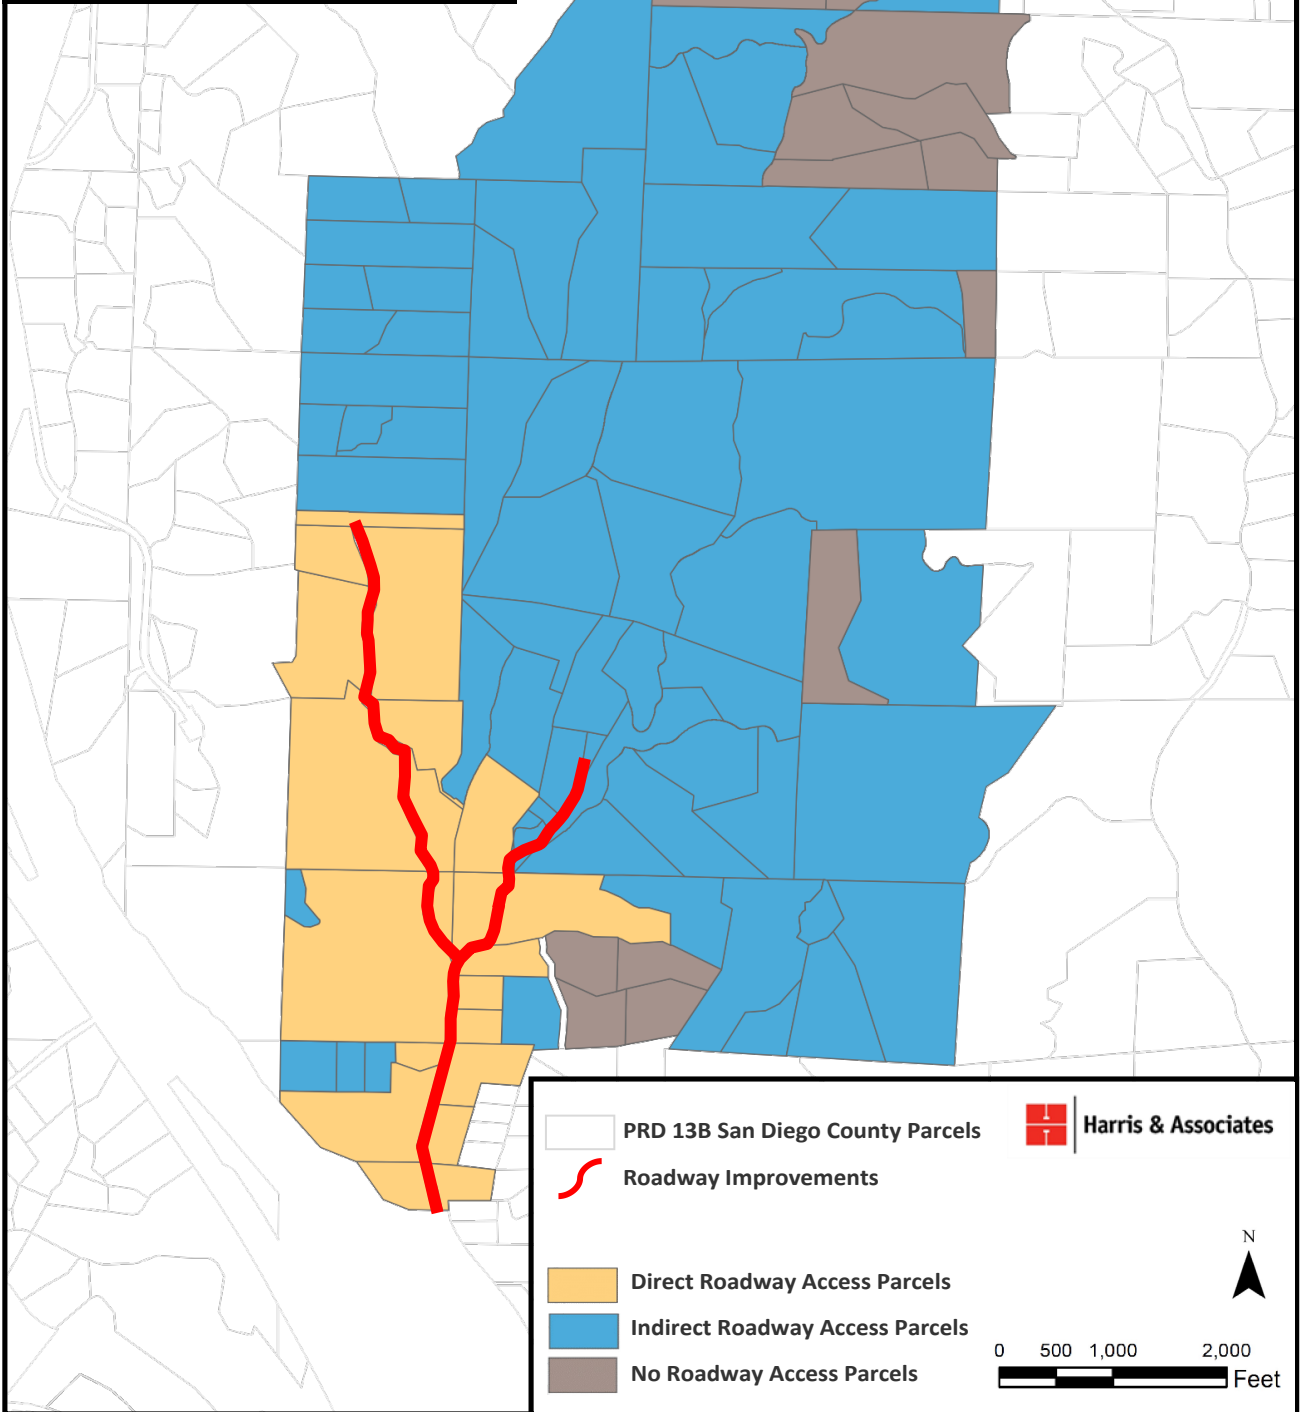 PRD 13B San Diego County Parcels
Harris & Associates
Roadway Improvements
N
Direct Roadway Access Parcels
Indirect Roadway Access Parcels
No Roadway Access Parcels
0 500 1,000 2,000
Feet